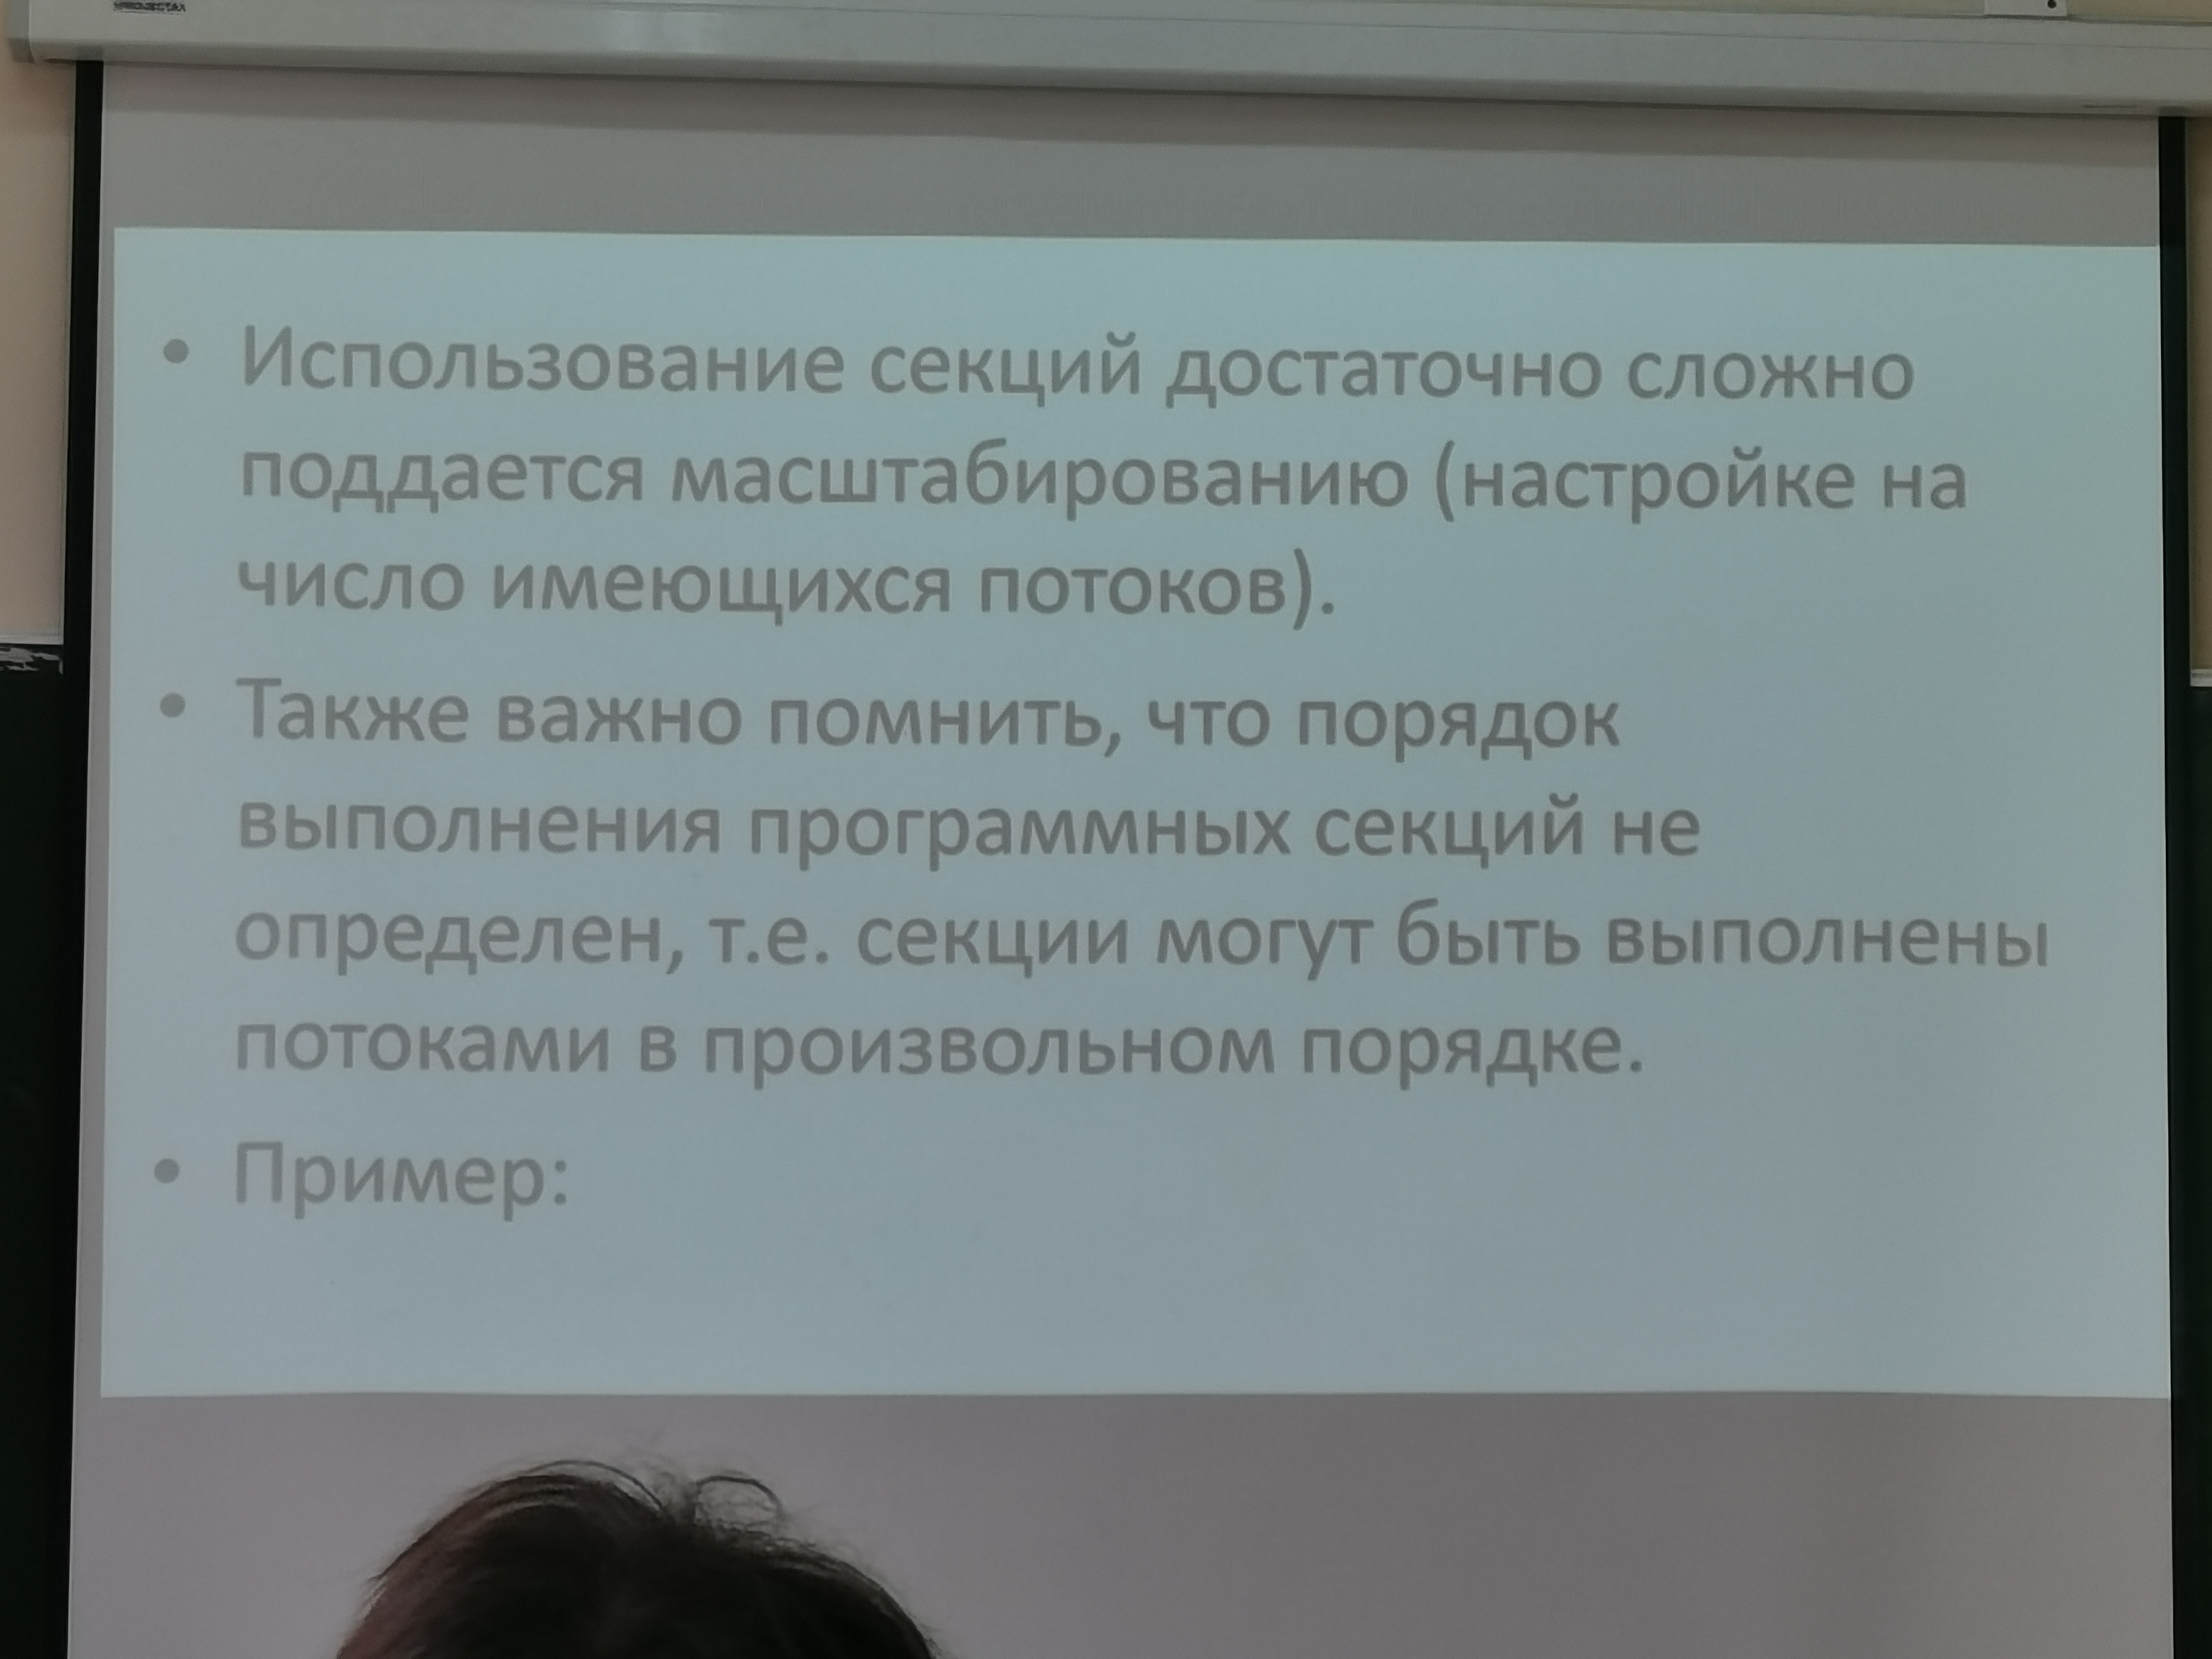 • Использование секций достаточно сложно
поддается масштабированию (настройке на
число имеющихся потоков).
• Также важно помнить, что порядок
выполнения программных секций не
определен, т.е. секции могут быть выполнены
потоками в произвольном порядке.
• Пример: